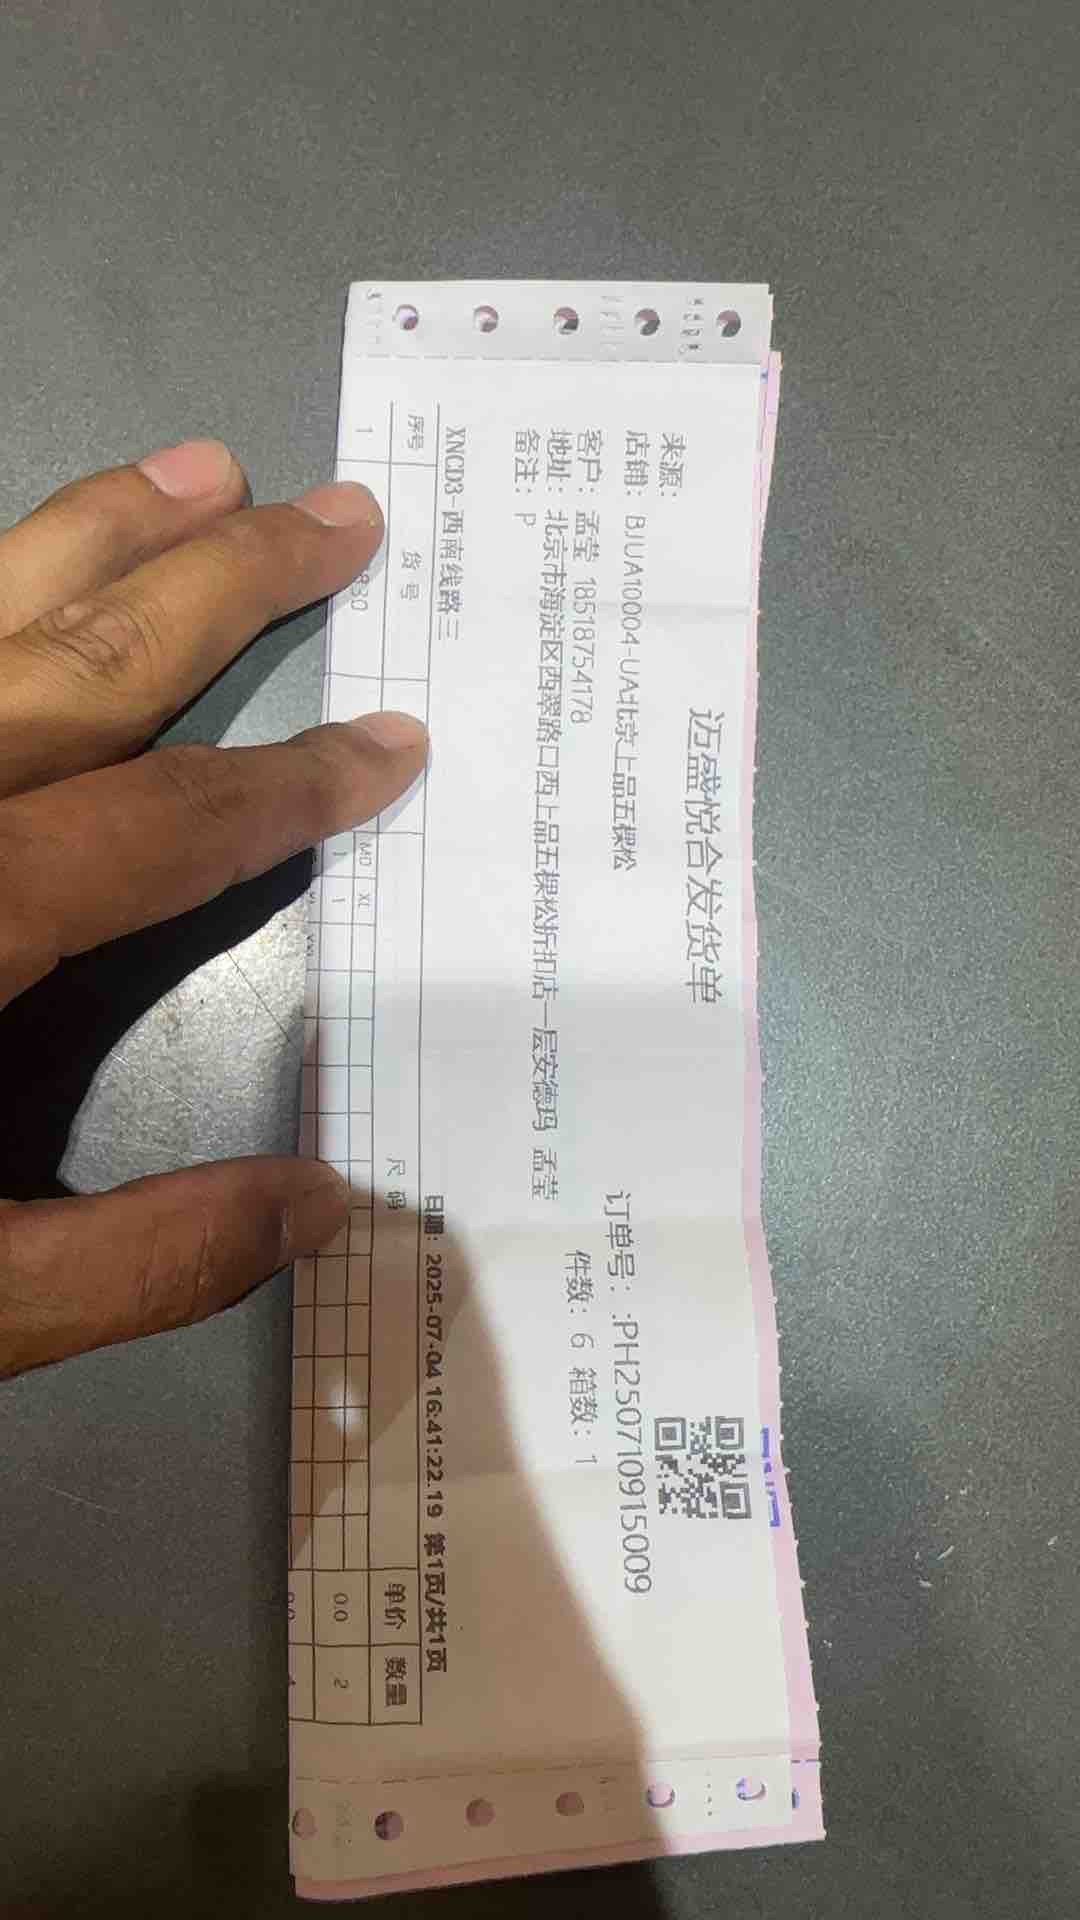 迈盛悦合发货单
来源：
店铺： BJUA10004-UA北京上品五棵松
订单号：:PH250710915009
客户：孟莹 18518754178
件数：6 箱数：1
地址：北京市海淀区西翠路口西上品五棵松折扣店一层安德玛 孟莹
备注：P
XNCD3-西南线路三
日期：2025-07-04 16:41:22.19 第1页/共1页
序号 货号 尺码 单价 数量
MD XL
1 830 1 1 0.0 2